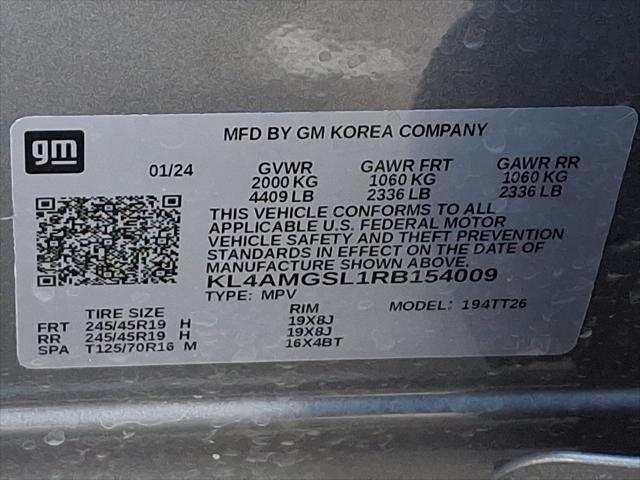 gm
MFD BY GM KOREA COMPANY
01/24 GVWR GAWR FRT GAWR RR
2000 KG 1060 KG 1060 KG
4409 LB 2336 LB 2336 LB
THIS VEHICLE CONFORMS TO ALL
APPLICABLE U.S. FEDERAL MOTOR
VEHICLE SAFETY AND THEFT PREVENTION
STANDARDS IN EFFECT ON THE DATE OF
MANUFACTURE SHOWN ABOVE.
KL4AMGSL1RB154009
TYPE: MPV MODEL: 194TT26
TIRE SIZE RIM
FRT 245/45R19 H 19X8J
RR 245/45R19 H 19X8J
SPA T125/70R16 M 16X4BT